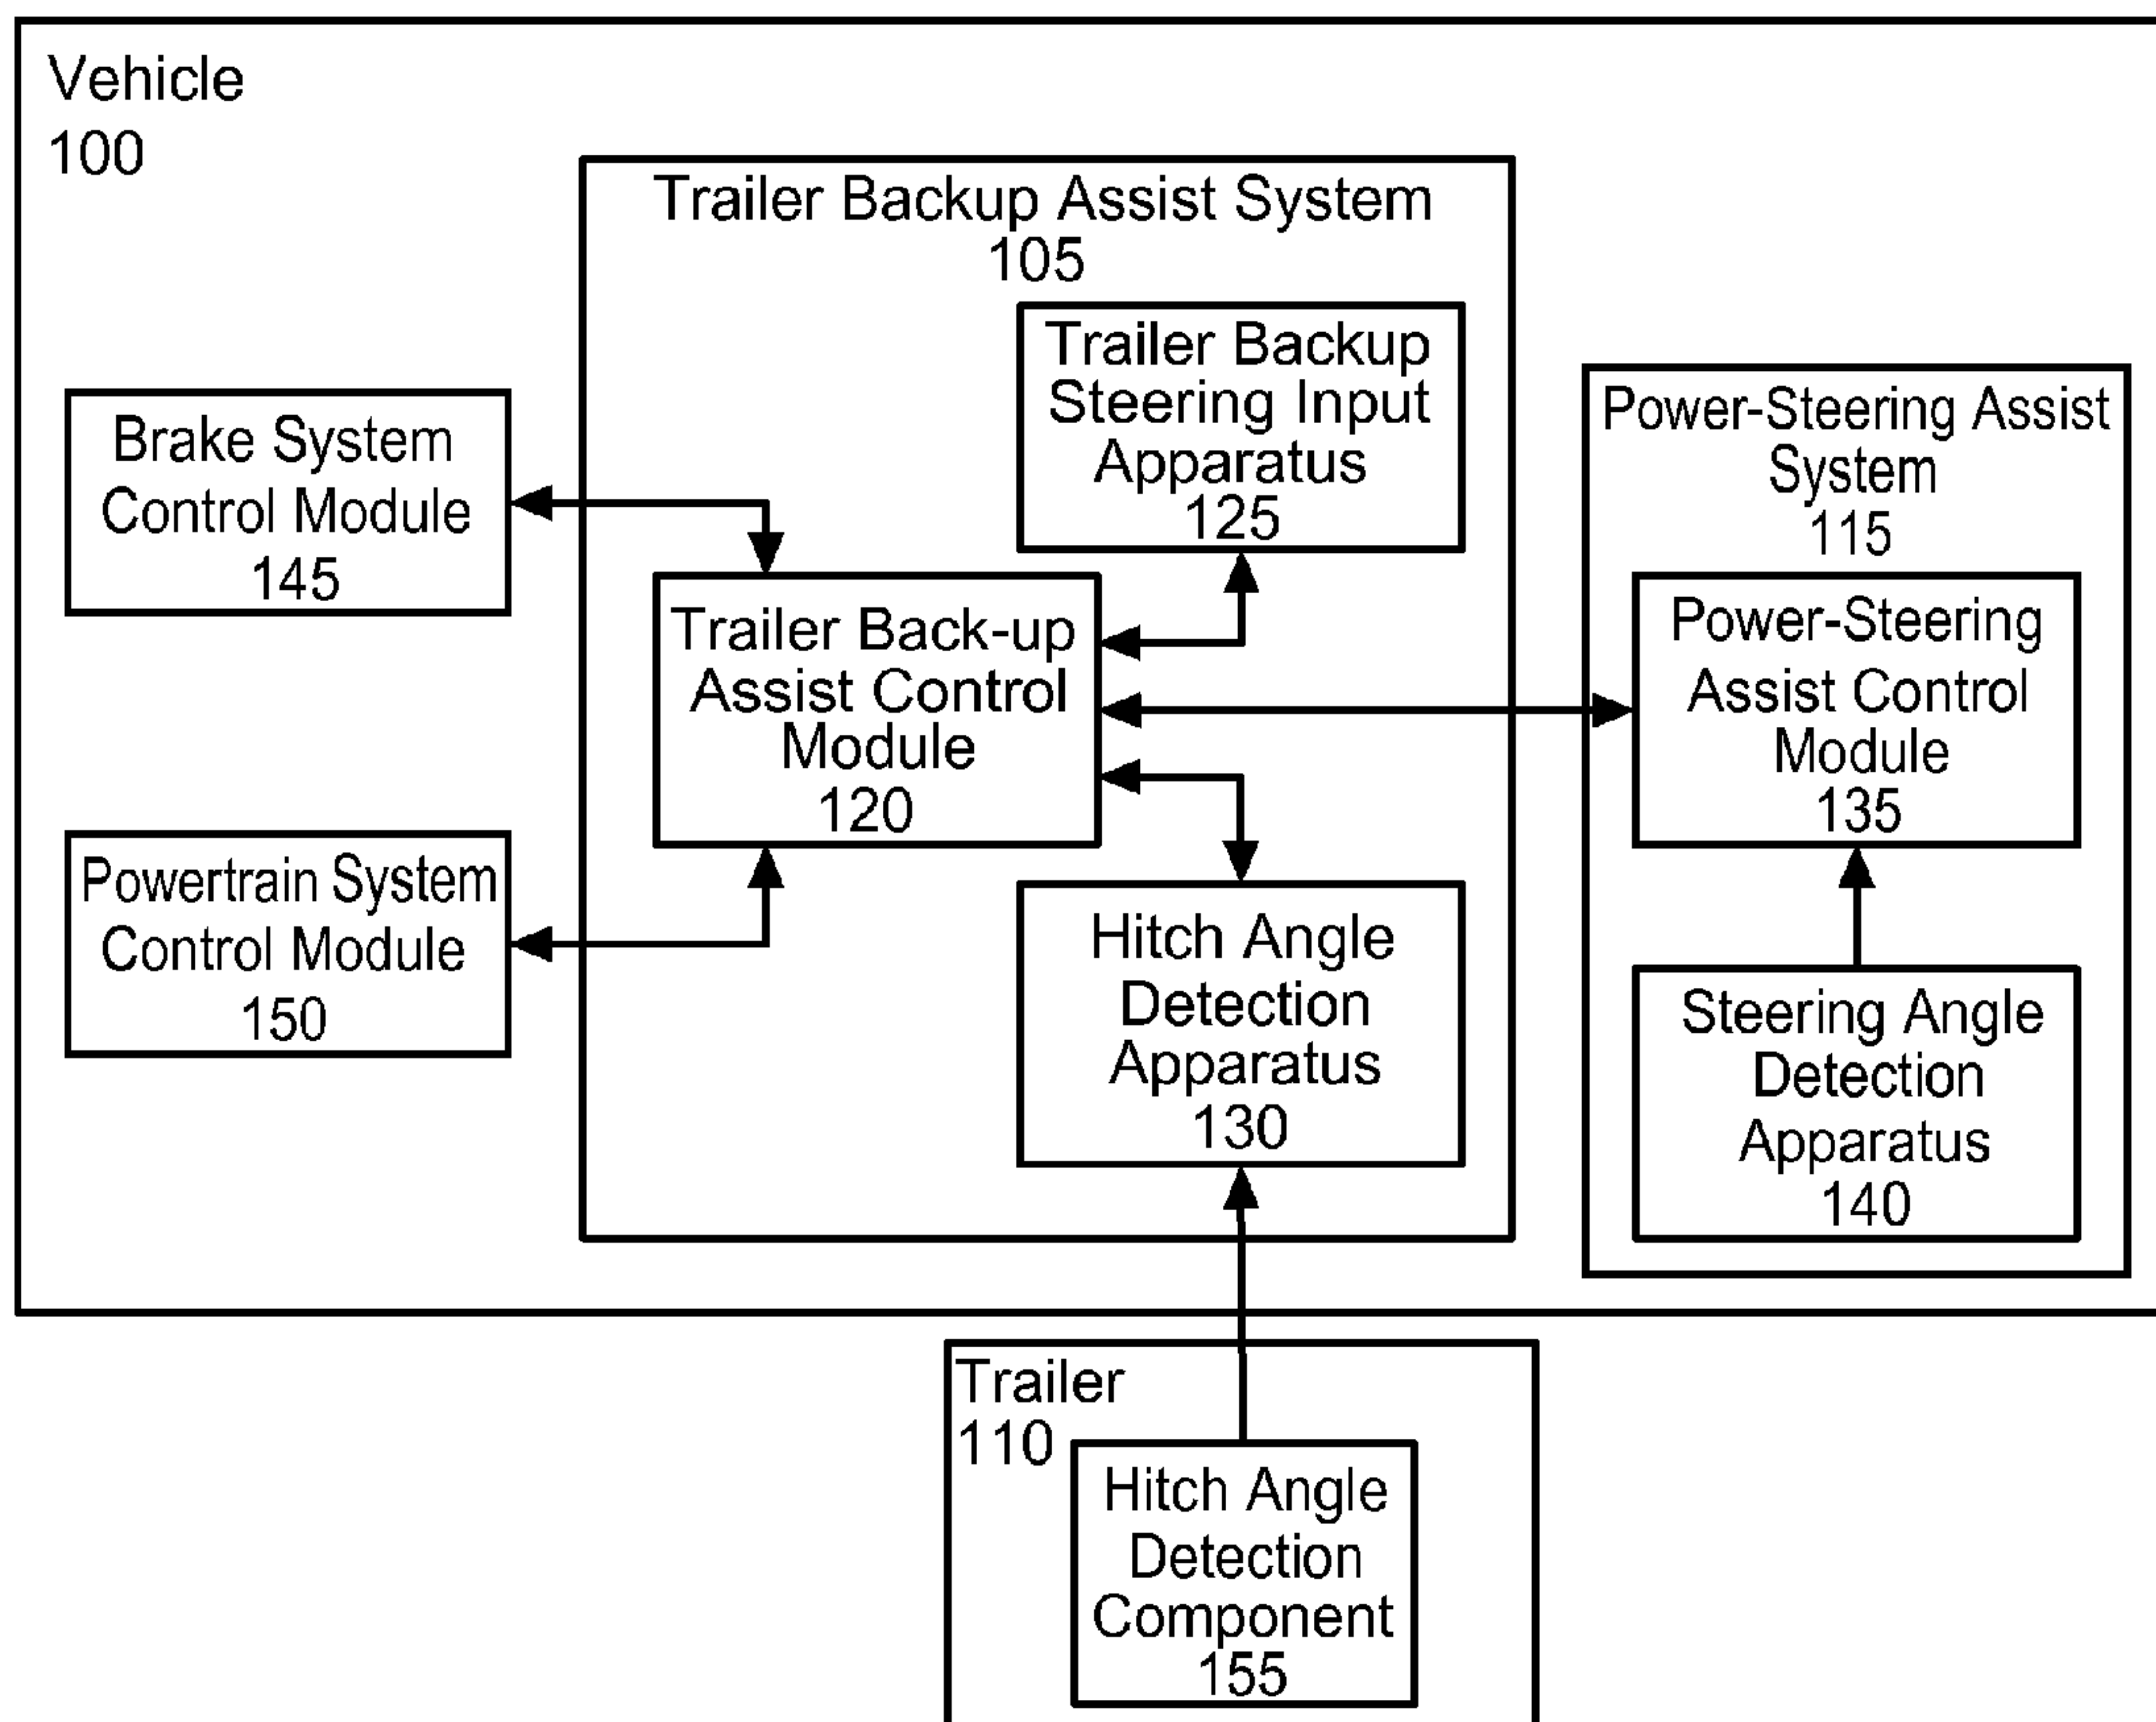 Vehicle
100
Trailer Backup Assist System
105
Trailer Backup
Steering Input
Apparatus
125
Brake System
Control Module
145
Trailer Back-up
Assist Control
Module
120
Powertrain System
Control Module
150
Hitch Angle
Detection
Apparatus
130
Power-Steering Assist
System
115
Power-Steering
Assist Control
Module
135
Steering Angle
Detection
Apparatus
140
Trailer
110
Hitch Angle
Detection
Component
155